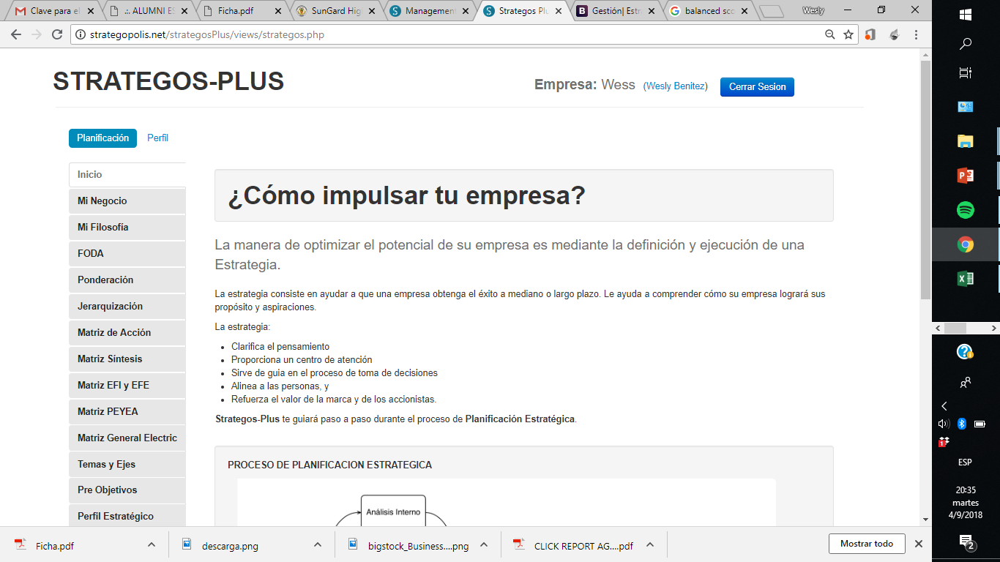 Clave para el
.:. ALUMNI ES
Ficha.pdf
SunGard Hig
Management
Strategos Plu
Gestión| Estr
balanced sco
Wesly
strategopolis.net/strategosPlus/views/strategos.php
STRATEGOS-PLUS
Empresa: Wess (Wesly Benitez)
Cerrar Sesion
Planificación
Perfil
Inicio
Mi Negocio
Mi Filosofía
FODA
Ponderación
Jerarquización
Matriz de Acción
Matriz Síntesis
Matriz EFI y EFE
Matriz PEYEA
Matriz General Electric
Temas y Ejes
Pre Objetivos
Perfil Estratégico
¿Cómo impulsar tu empresa?
La manera de optimizar el potencial de su empresa es mediante la definición y ejecución de una
Estrategia.
La estrategia consiste en ayudar a que una empresa obtenga el éxito a mediano o largo plazo. Le ayuda a comprender cómo su empresa logrará sus
propósito y aspiraciones.
La estrategia:
Clarifica el pensamiento
Proporciona un centro de atención
Sirve de guia en el proceso de toma de decisiones
Alinea a las personas, y
Refuerza el valor de la marca y de los accionistas.
Strategos-Plus te guiará paso a paso durante el proceso de Planificación Estratégica.
PROCESO DE PLANIFICACION ESTRATEGICA
Análisis Interno
Ficha.pdf
descarga.png
bigstock_Business....png
CLICK REPORT AG....pdf
Mostrar todo
1
ESP
20:35
martes
4/9/2018
2